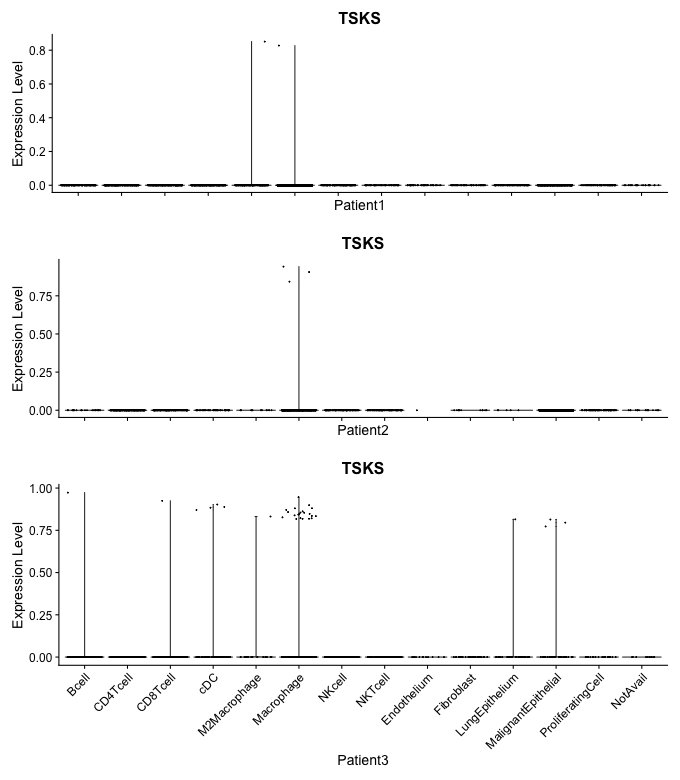 TSKS
Expression Level
0.8
0.6
0.4
0.2
0.0
Patient1
TSKS
Expression Level
0.75
0.50
0.25
0.00
Patient2
TSKS
Expression Level
1.00
0.75
0.50
0.25
0.00
Bcell
CD4Tcell
CD8Tcell
cDC
M2Macrophage
Macrophage
NKcell
NKTcell
Endothelium
Fibroblast
LungEpithelium
MalignantEpithelial
ProliferatingCell
NotAvail
Patient3